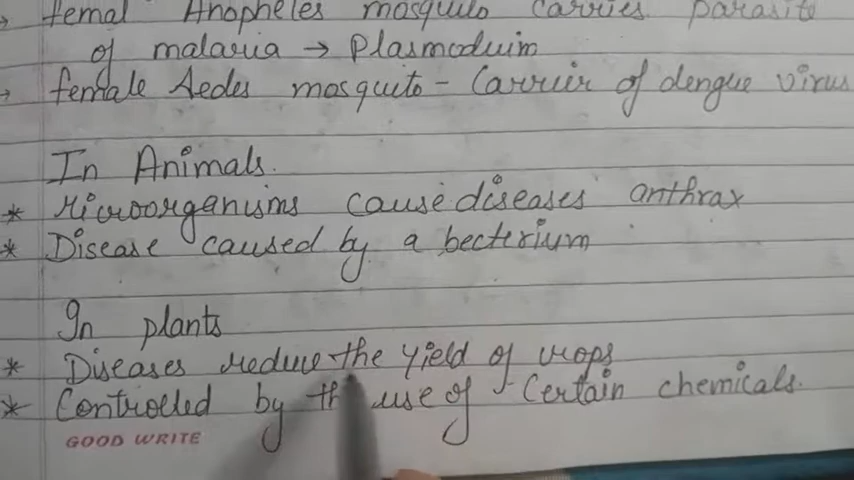 → femal Anopheles mosquito carries parasite
of malaria → Plasmoduim
→ female Aedes mosquito - Carrier of dengue virus
In Animals.
* Microorganisms cause diseases anthrax
* Disease caused by a becterium
In plants
* Diseases reduce the yield of crops
* Controlled by th use of Certain chemicals.
GOOD WRITE